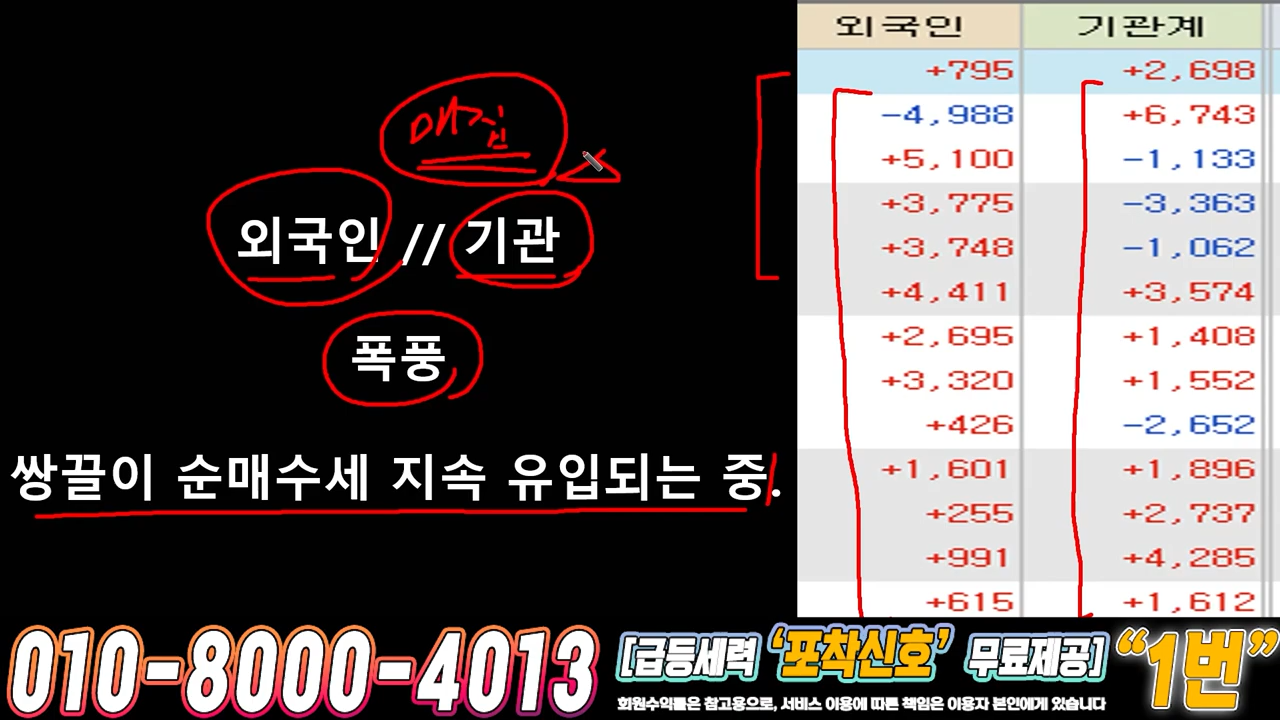 매집
외국인 // 기관
폭풍
쌍끌이 순매수세 지속 유입되는 중.
외국인 기관계
+795 +2,698
-4,988 +6,743
+5,100 -1,133
+3,775 -3,363
+3,748 -1,062
+4,411 +3,574
+2,695 +1,408
+3,320 +1,552
+426 -2,652
+1,601 +1,896
+255 +2,737
+991 +4,285
+615 +1,612
010-8000-4013 [급등세력 '포착신호' 무료제공] "1번"
회원수익률은 참고용으로, 서비스 이용에 따른 책임은 이용자 본인에게 있습니다